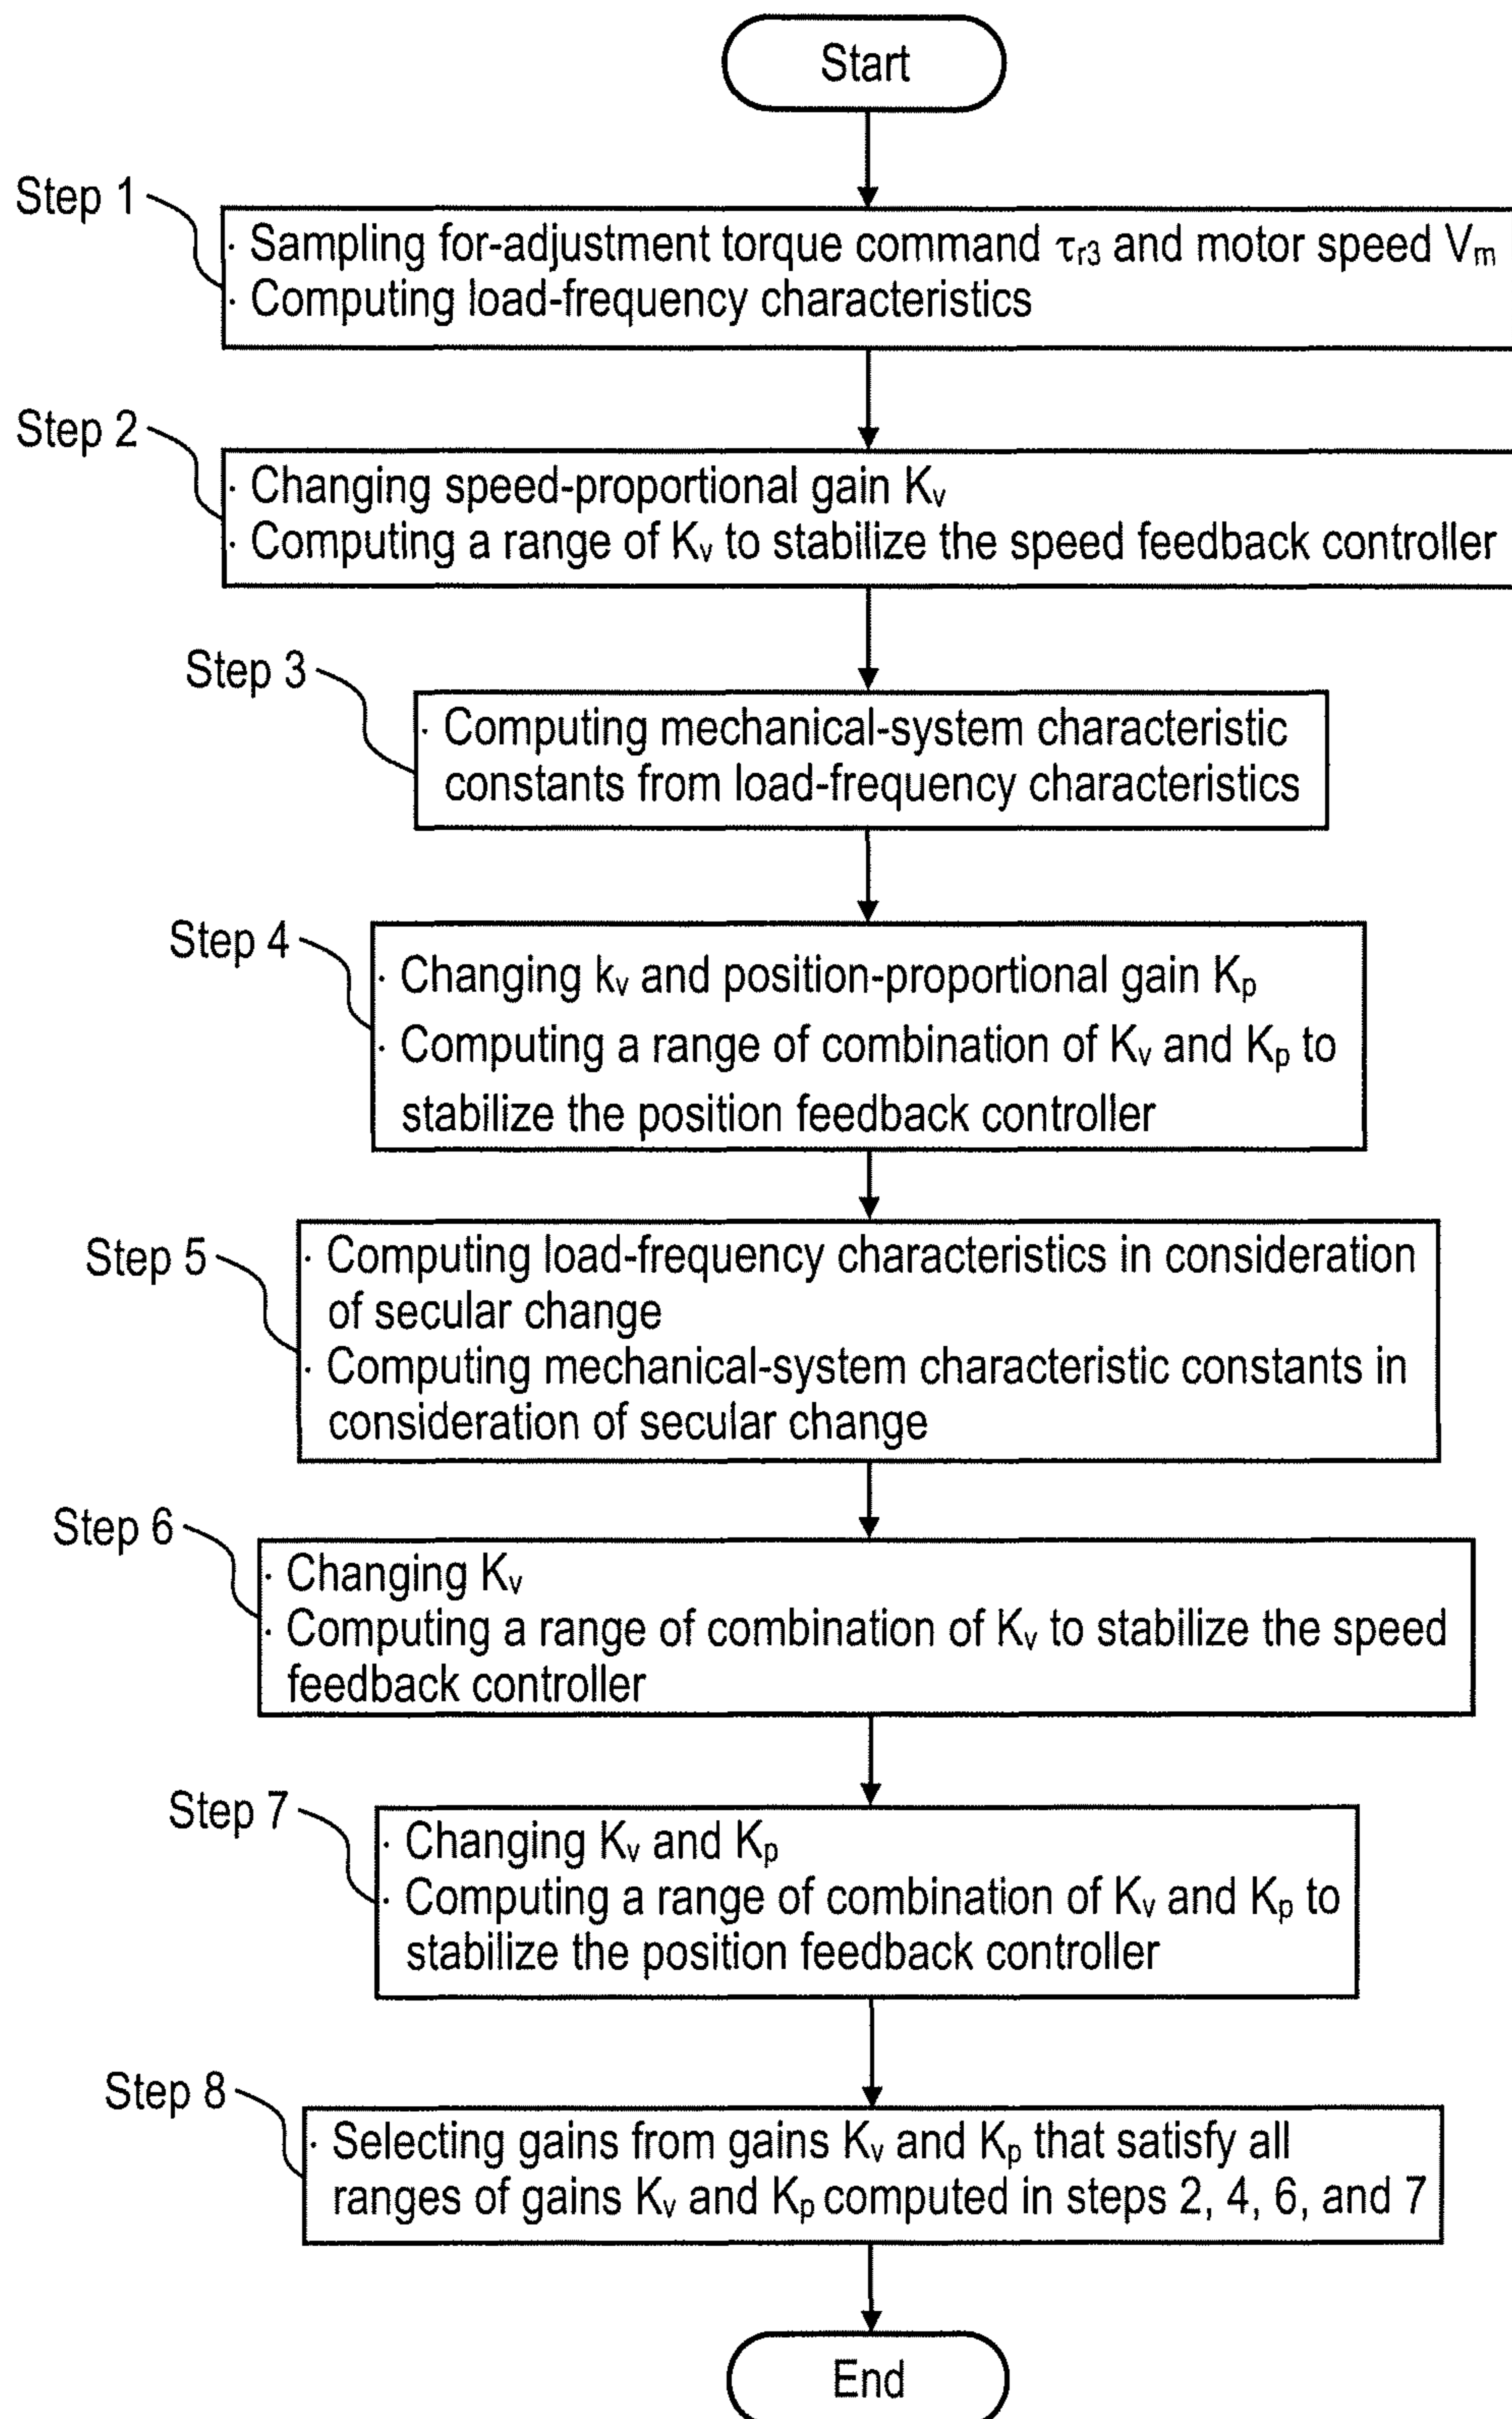 Start
Step 1
· Sampling for-adjustment torque command τr3 and motor speed Vm
· Computing load-frequency characteristics
Step 2
· Changing speed-proportional gain Kv
· Computing a range of Kv to stabilize the speed feedback controller
Step 3
· Computing mechanical-system characteristic
constants from load-frequency characteristics
Step 4
· Changing kv and position-proportional gain Kp
· Computing a range of combination of Kv and Kp to
stabilize the position feedback controller
Step 5
· Computing load-frequency characteristics in consideration
of secular change
· Computing mechanical-system characteristic constants in
consideration of secular change
Step 6
· Changing Kv
· Computing a range of combination of Kv to stabilize the speed
feedback controller
Step 7
· Changing Kv and Kp
· Computing a range of combination of Kv and Kp to
stabilize the position feedback controller
Step 8
· Selecting gains from gains Kv and Kp that satisfy all
ranges of gains Kv and Kp computed in steps 2, 4, 6, and 7
End